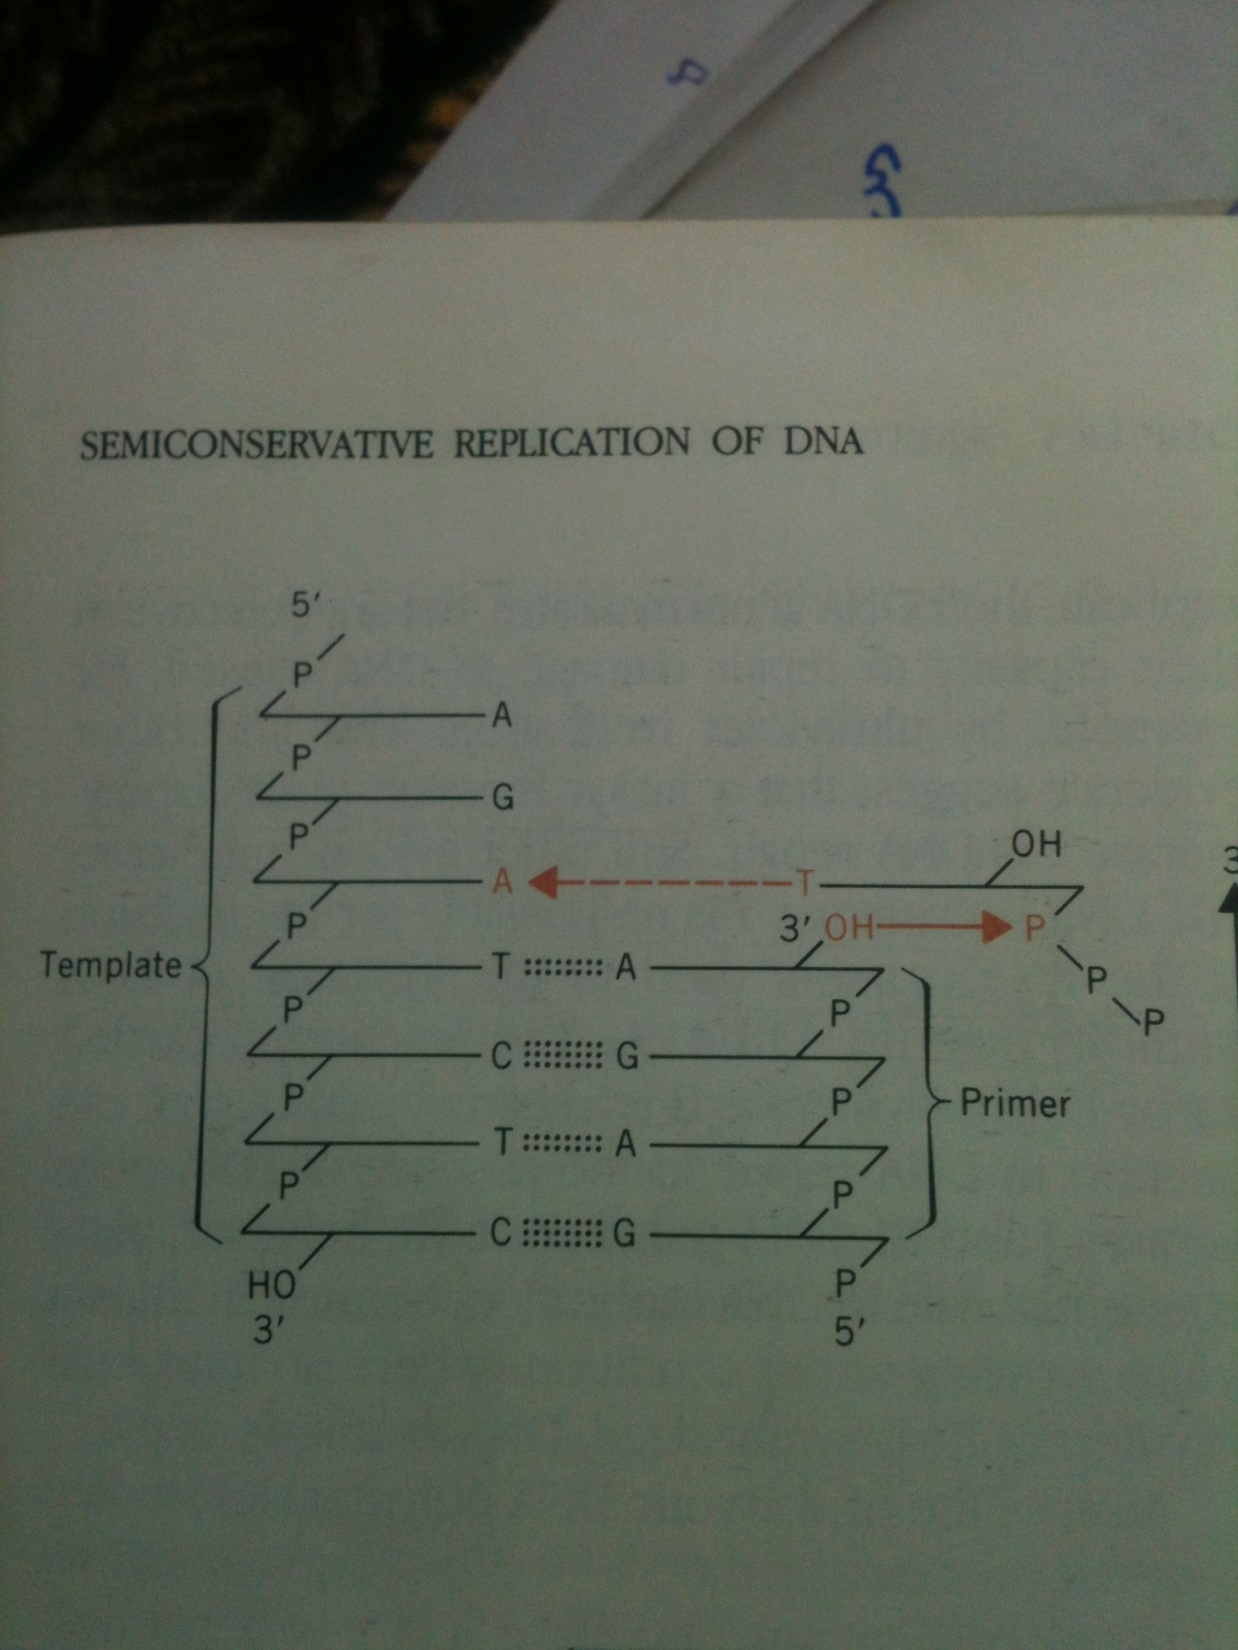 SEMICONSERVATIVE REPLICATION OF DNA
5′
P
A
P
G
P
OH
A T
P 3′ OH P
Template T A P
P P P
C G
P P Primer
T A
P P
C G
HO P
3′ 5′